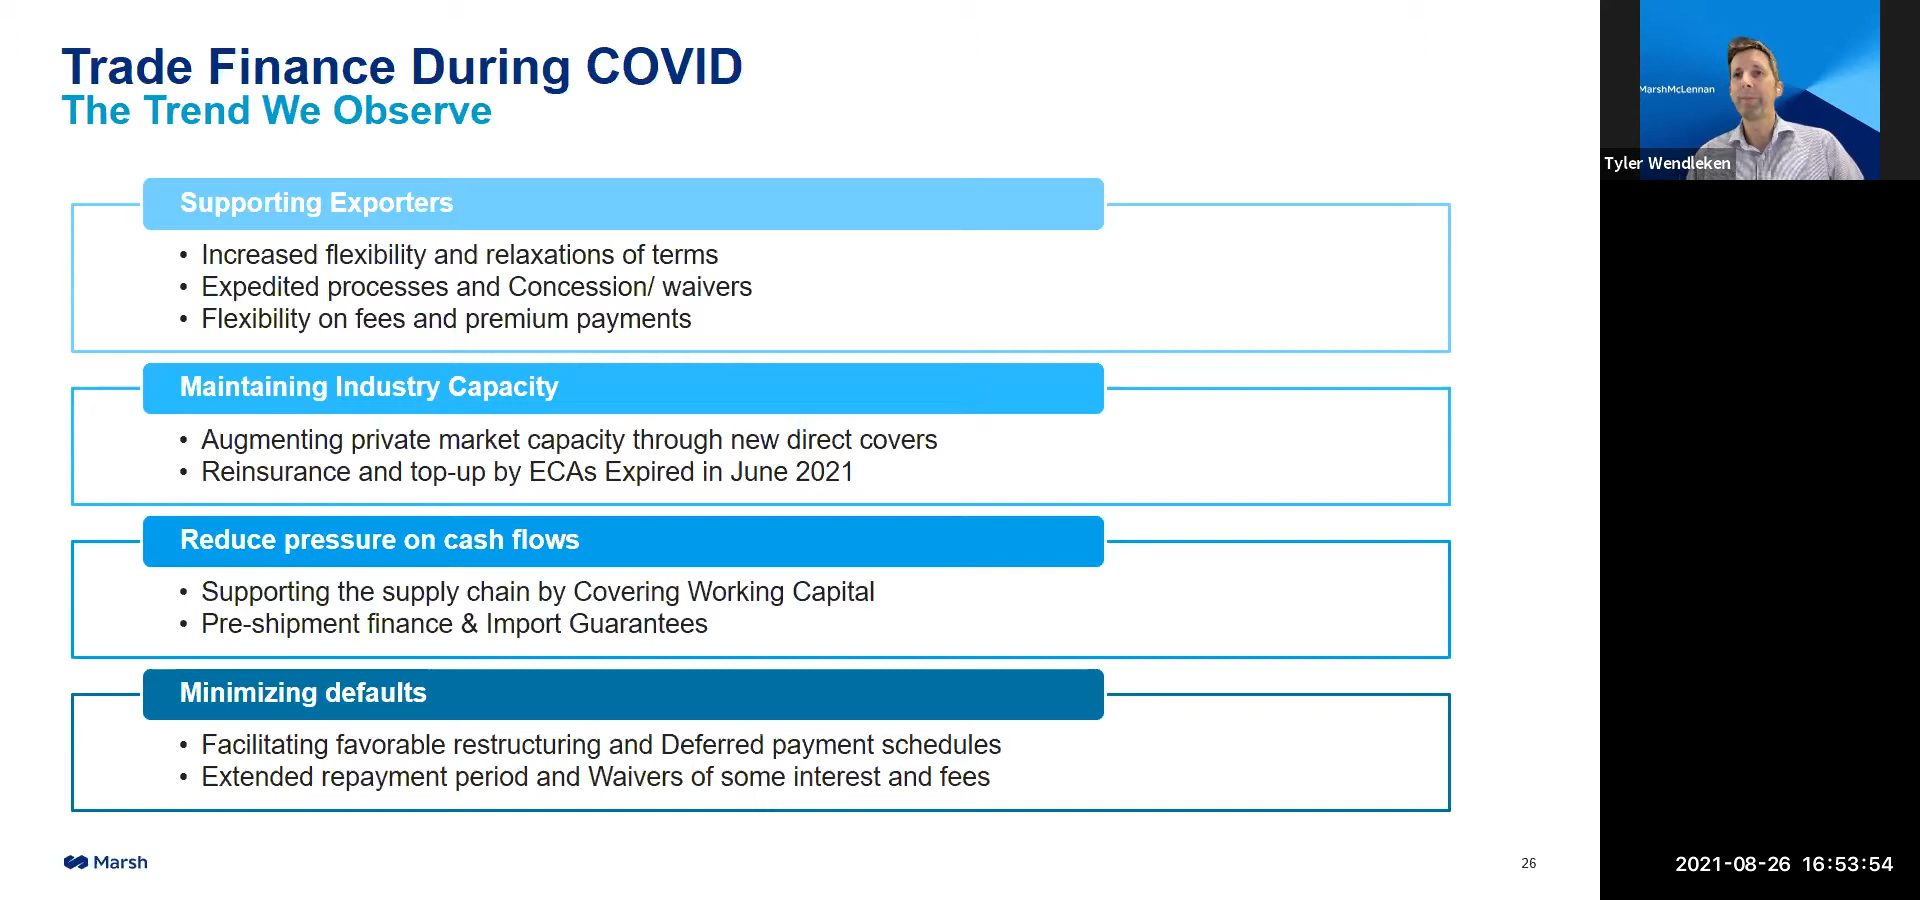 Trade Finance During COVID
The Trend We Observe
Supporting Exporters
• Increased flexibility and relaxations of terms
• Expedited processes and Concession/ waivers
• Flexibility on fees and premium payments
Maintaining Industry Capacity
• Augmenting private market capacity through new direct covers
• Reinsurance and top-up by ECAs Expired in June 2021
Reduce pressure on cash flows
• Supporting the supply chain by Covering Working Capital
• Pre-shipment finance & Import Guarantees
Minimizing defaults
• Facilitating favorable restructuring and Deferred payment schedules
• Extended repayment period and Waivers of some interest and fees
Marsh
26
MarshMcLennan
Tyler Wendleken
2021-08-26 16:53:54